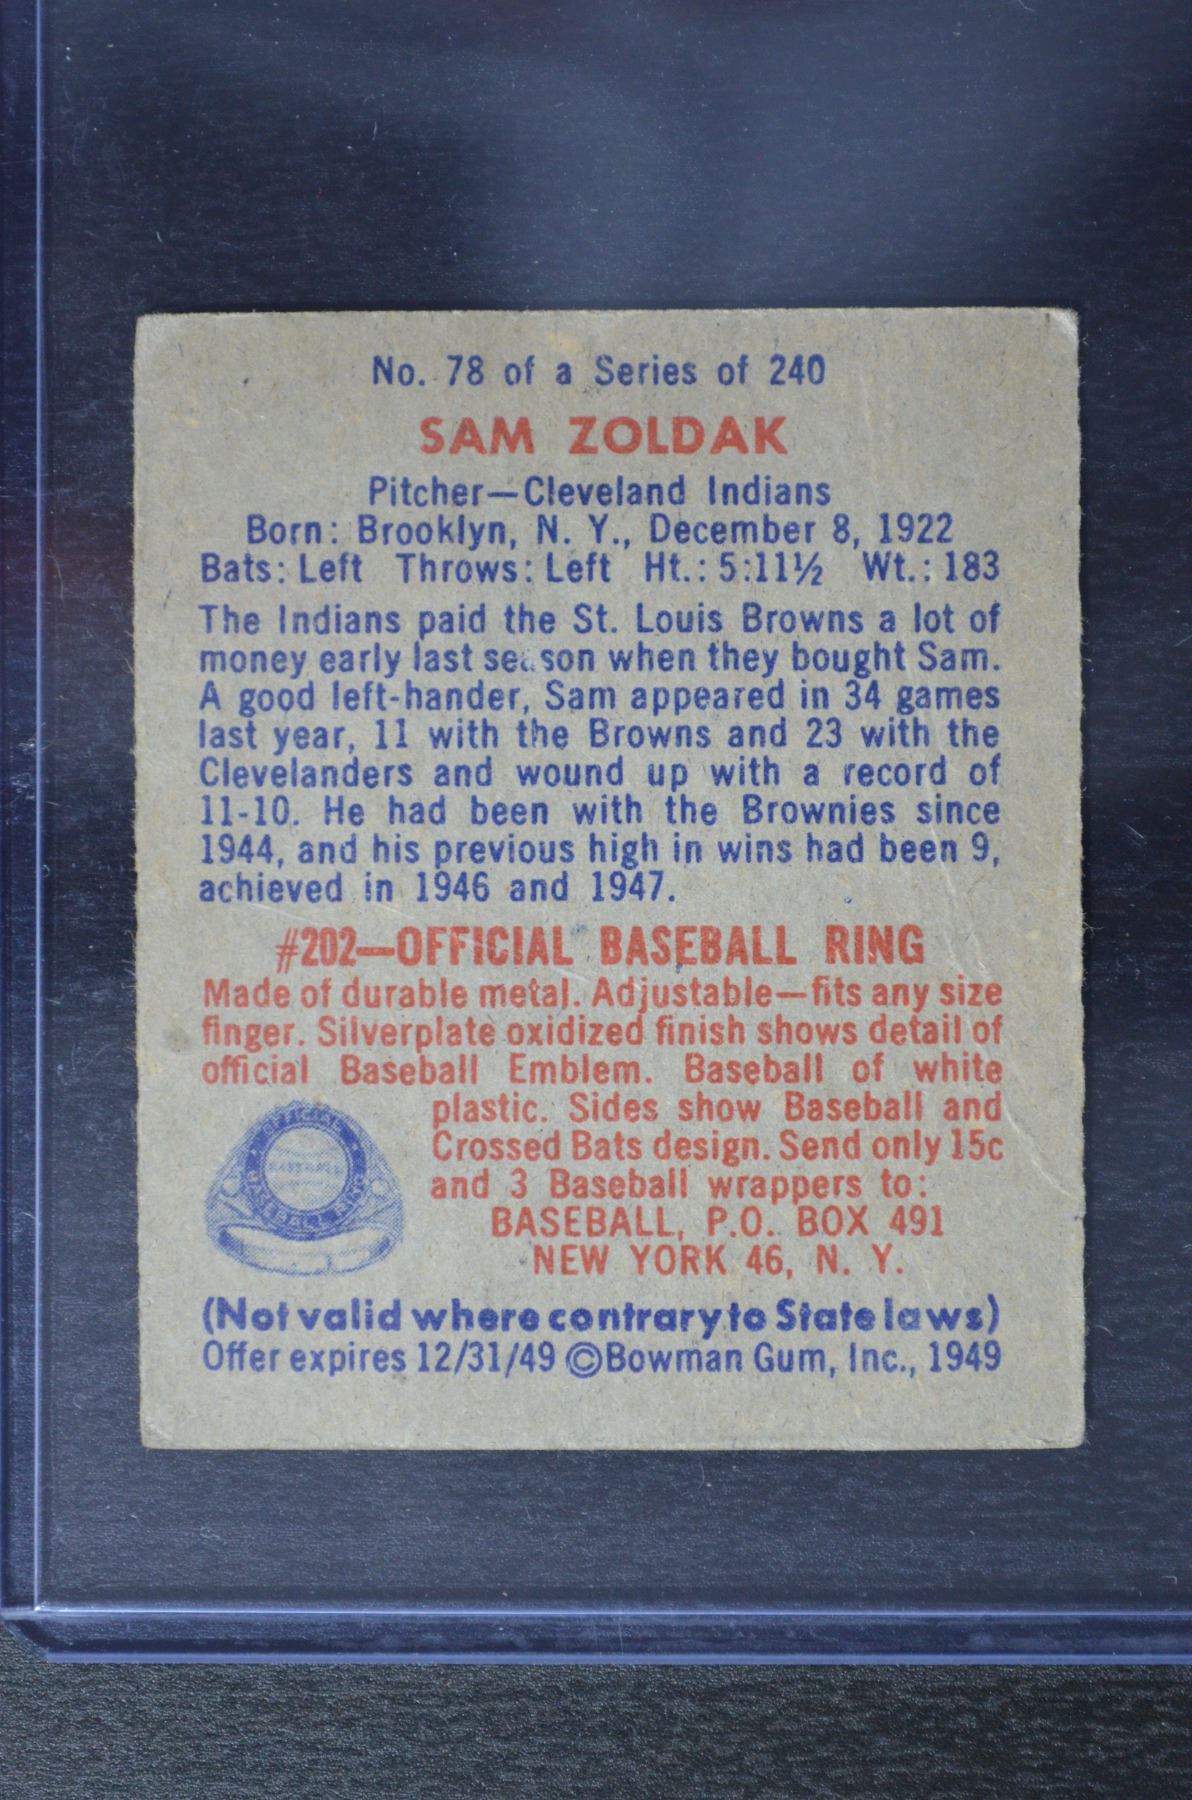 No. 78 of a Series of 240
SAM ZOLDAK
Pitcher—Cleveland Indians
Born: Brooklyn, N. Y., December 8, 1922
Bats: Left Throws: Left Ht.: 5:11½ Wt.: 183
The Indians paid the St. Louis Browns a lot of
money early last season when they bought Sam.
A good left-hander, Sam appeared in 34 games
last year, 11 with the Browns and 23 with the
Clevelanders and wound up with a record of
11-10. He had been with the Brownies since
1944, and his previous high in wins had been 9,
achieved in 1946 and 1947.
#202—OFFICIAL BASEBALL RING
Made of durable metal. Adjustable—fits any size
finger. Silverplate oxidized finish shows detail of
official Baseball Emblem. Baseball of white
plastic. Sides show Baseball and
Crossed Bats design. Send only 15c
and 3 Baseball wrappers to:
BASEBALL, P.O. BOX 491
NEW YORK 46, N. Y.
OFFICIAL
BASEBALL
(Not valid where contrary to State laws)
Offer expires 12/31/49 ©Bowman Gum, Inc., 1949